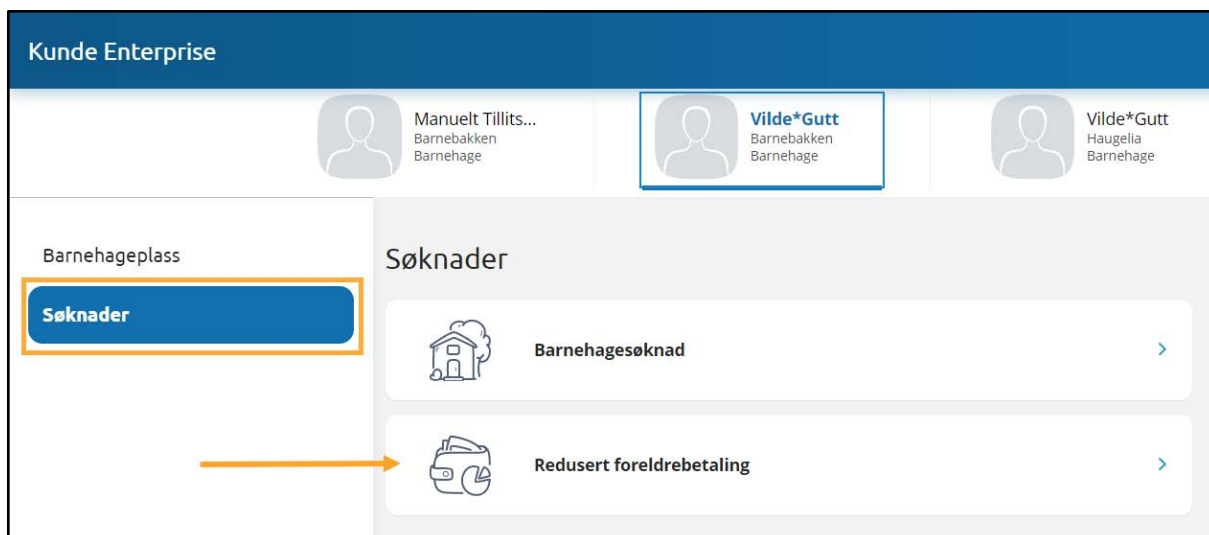 Kunde Enterprise
Manuelt Tillits...
Barnebakken
Barnehage
Vilde*Gutt
Barnebakken
Barnehage
Vilde*Gutt
Haugelia
Barnehage
Barnehageplass
Søknader
Søknader
Barnehagesøknad
Redusert foreldrebetaling